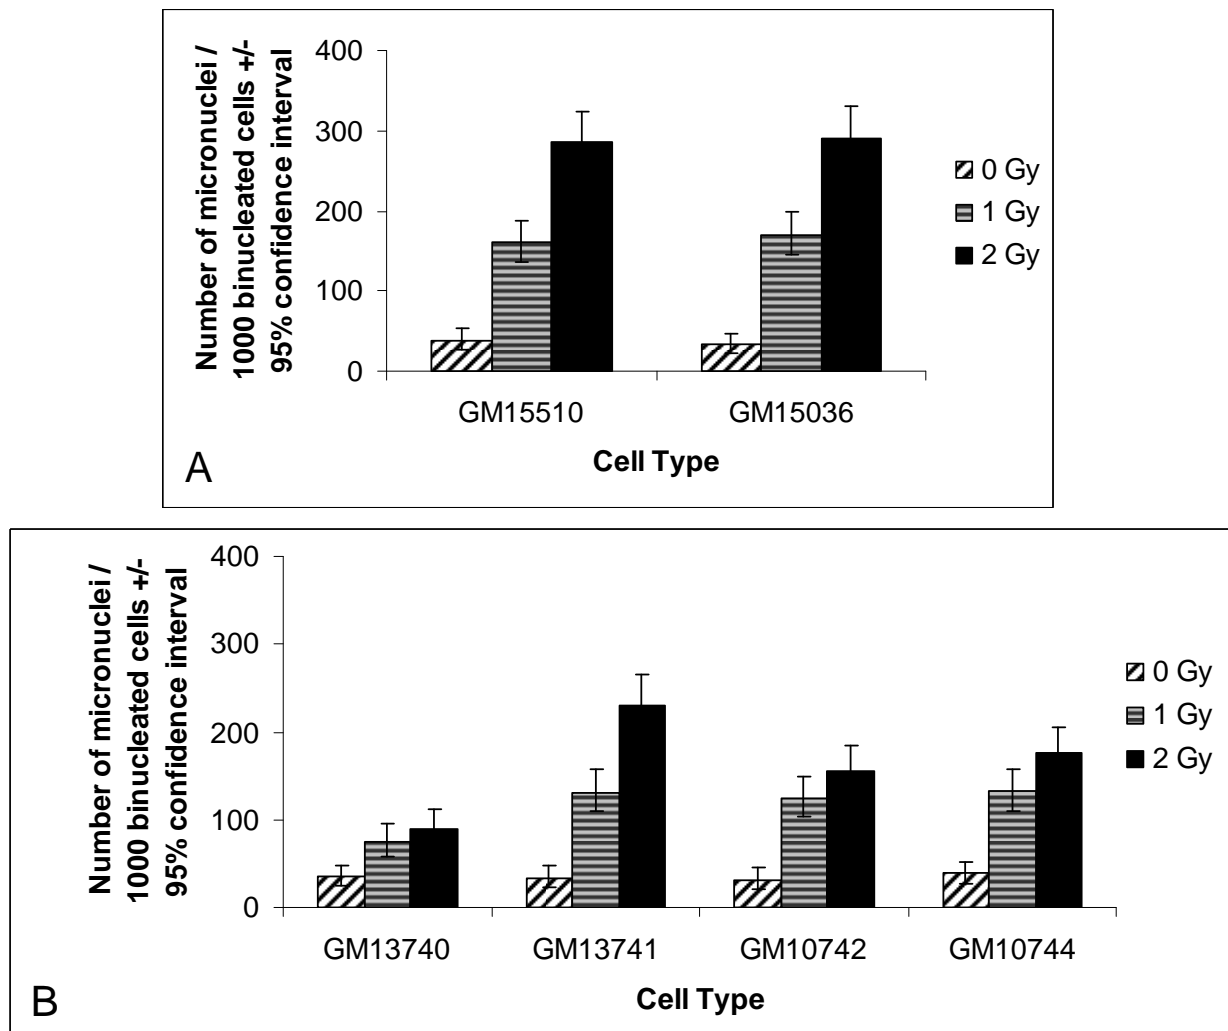 Number of micronuclei /
1000 binucleated cells +/-
95% confidence interval
400
300
200
100
0
GM15510 GM15036
Cell Type
0 Gy
1 Gy
2 Gy
A
Number of micronuclei /
1000 binucleated cells +/-
95% confidence interval
400
300
200
100
0
GM13740 GM13741 GM10742 GM10744
Cell Type
0 Gy
1 Gy
2 Gy
B